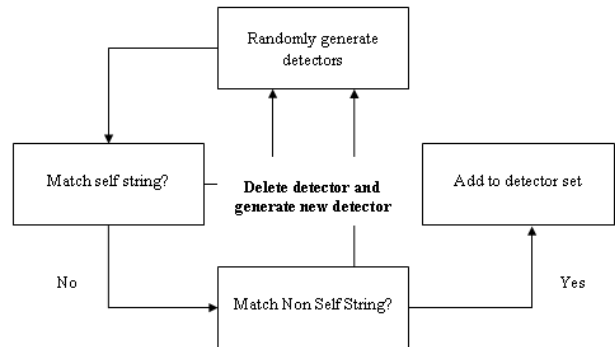 Randomly generate
detectors
Match self string?
Delete detector and
generate new detector
Add to detector set
No
Match Non Self String?
Yes